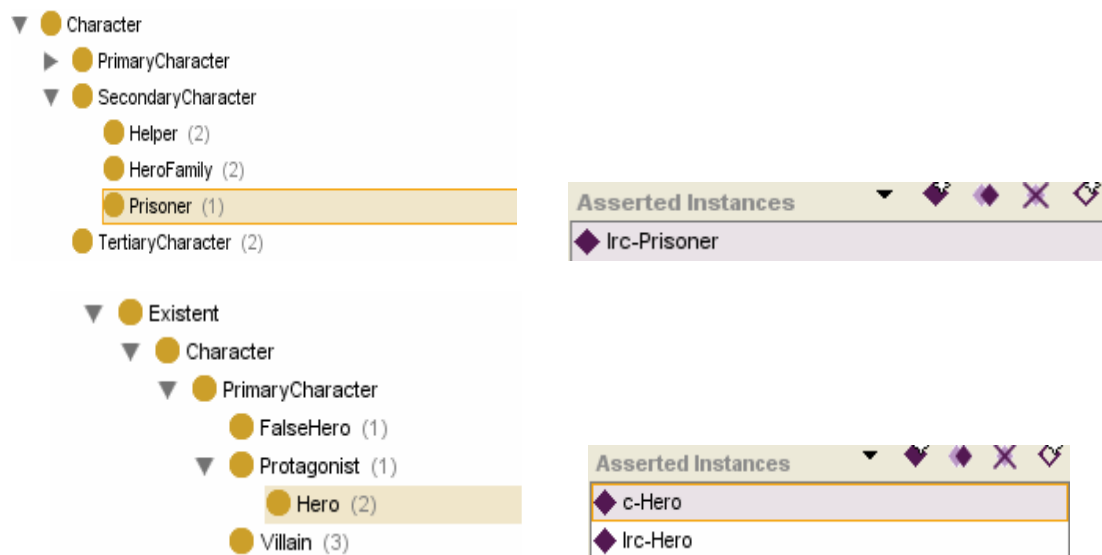 Character
PrimaryCharacter
SecondaryCharacter
Helper (2)
HeroFamily (2)
Prisoner (1)
TertiaryCharacter (2)
Asserted Instances
lrc-Prisoner
Existent
Character
PrimaryCharacter
FalseHero (1)
Protagonist (1)
Hero (2)
Villain (3)
Asserted Instances
c-Hero
lrc-Hero